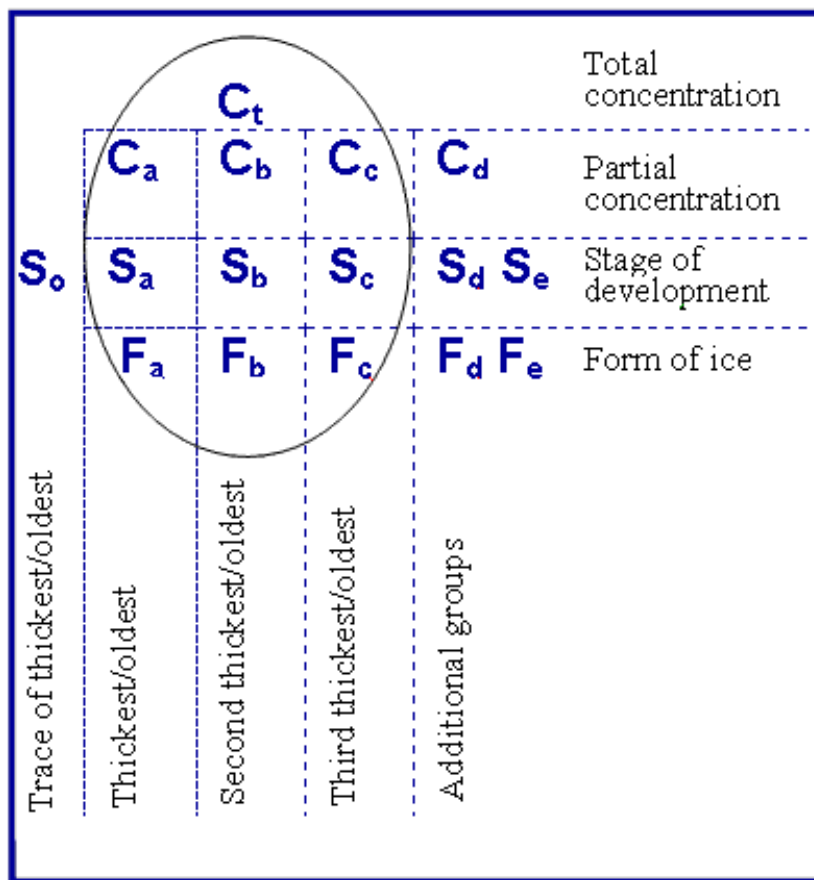 Total
concentration
Ct
Ca Cb Cc Cd
Partial
concentration
So Sa Sb Sc Sd Se
Stage of
development
Fa Fb Fc Fd Fe
Form of ice
Trace of thickest/oldest
Thickest/oldest
Second thickest/oldest
Third thickest/oldest
Additional groups